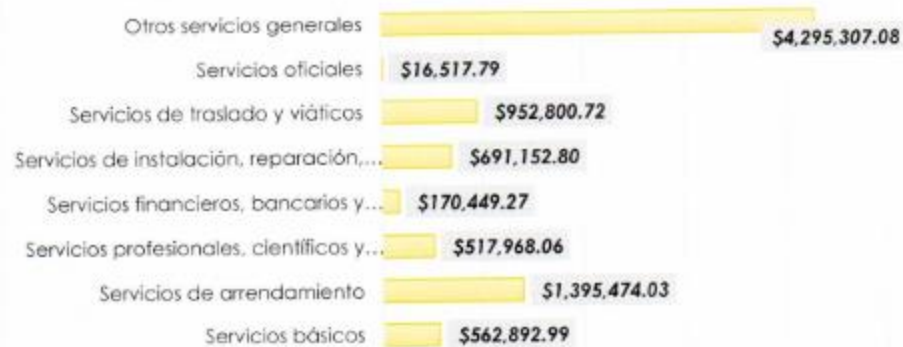 Otros servicios generales
$4,295,307.08
Servicios oficiales
$16,517.79
Servicios de traslado y viáticos
$952,800.72
Servicios de instalación, reparación,...
$691,152.80
Servicios financieros, bancarios y...
$170,449.27
Servicios profesionales, científicos y...
$517,968.06
Servicios de arrendamiento
$1,395,474.03
Servicios básicos
$562,892.99